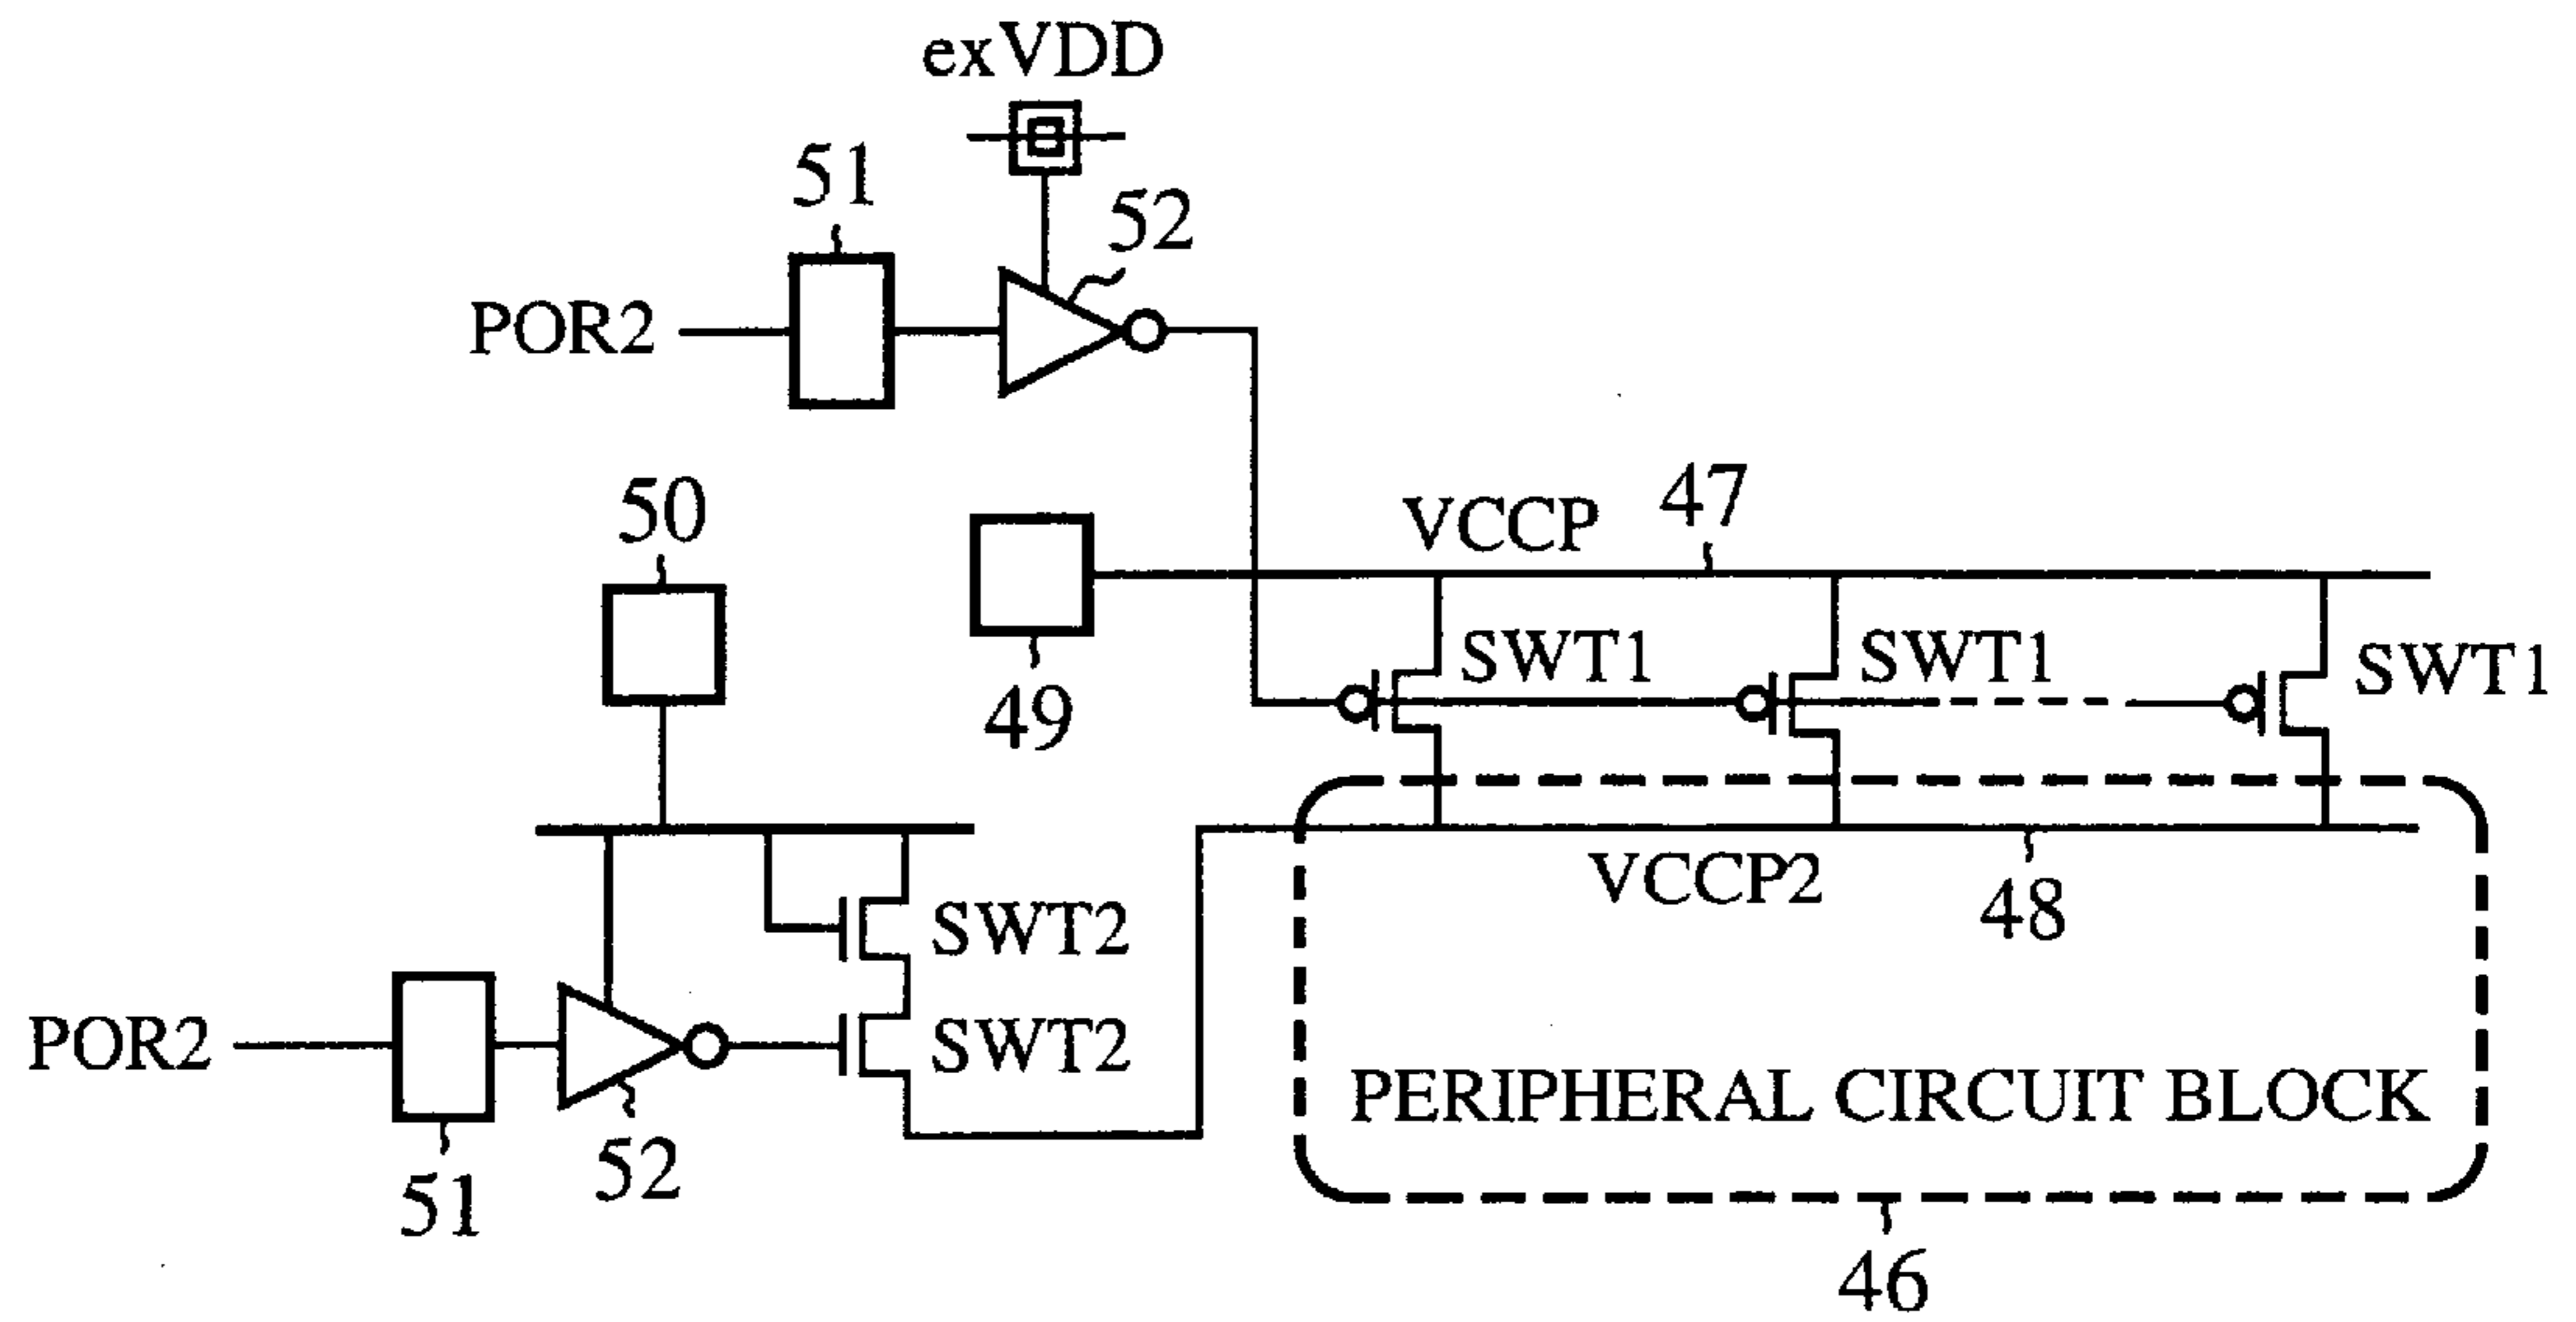 exVDD
51
52
POR2
50
VCCP
47
49
SWT1
SWT1
SWT1
VCCP2
48
SWT2
SWT2
POR2
51
52
PERIPHERAL CIRCUIT BLOCK
46